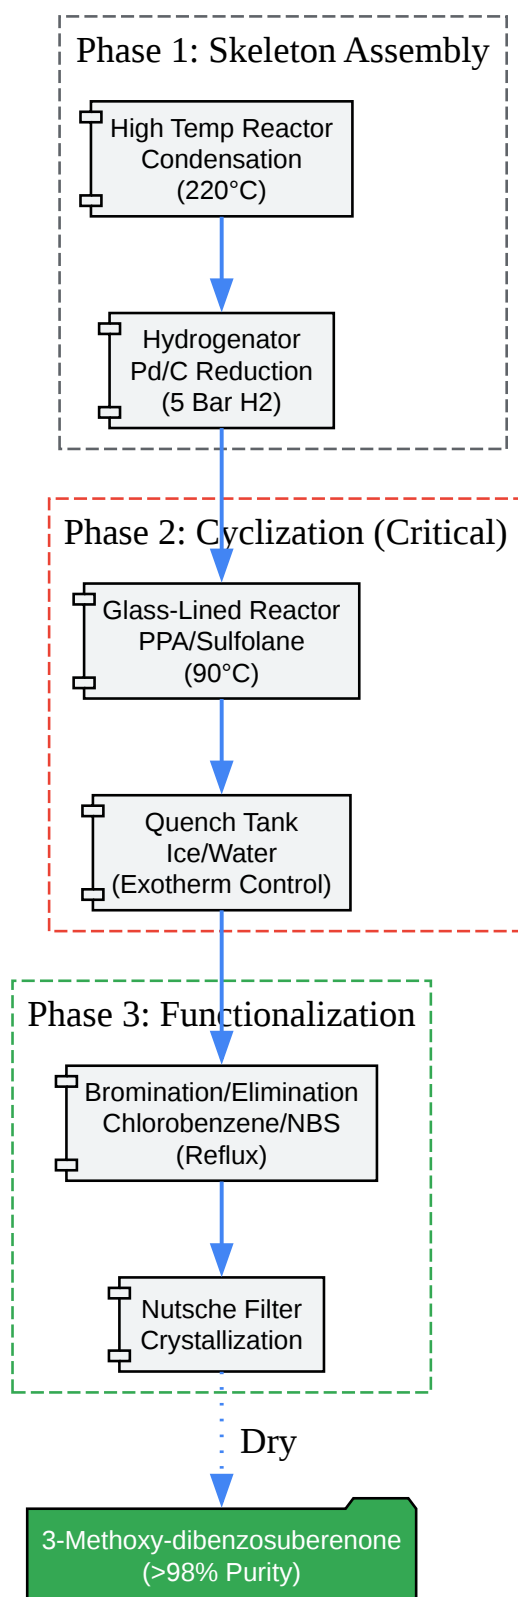 Phase 1: Skeleton Assembly
High Temp Reactor
Condensation
(220°C)
Hydrogenator
Pd/C Reduction
(5 Bar H2)
Phase 2: Cyclization (Critical)
Glass-Lined Reactor
PPA/Sulfolane
(90°C)
Quench Tank
Ice/Water
(Exotherm Control)
Phase 3: Functionalization
Bromination/Elimination
Chlorobenzene/NBS
(Reflux)
Nutsche Filter
Crystallization
Dry
3-Methoxy-dibenzosuberenone
(>98% Purity)